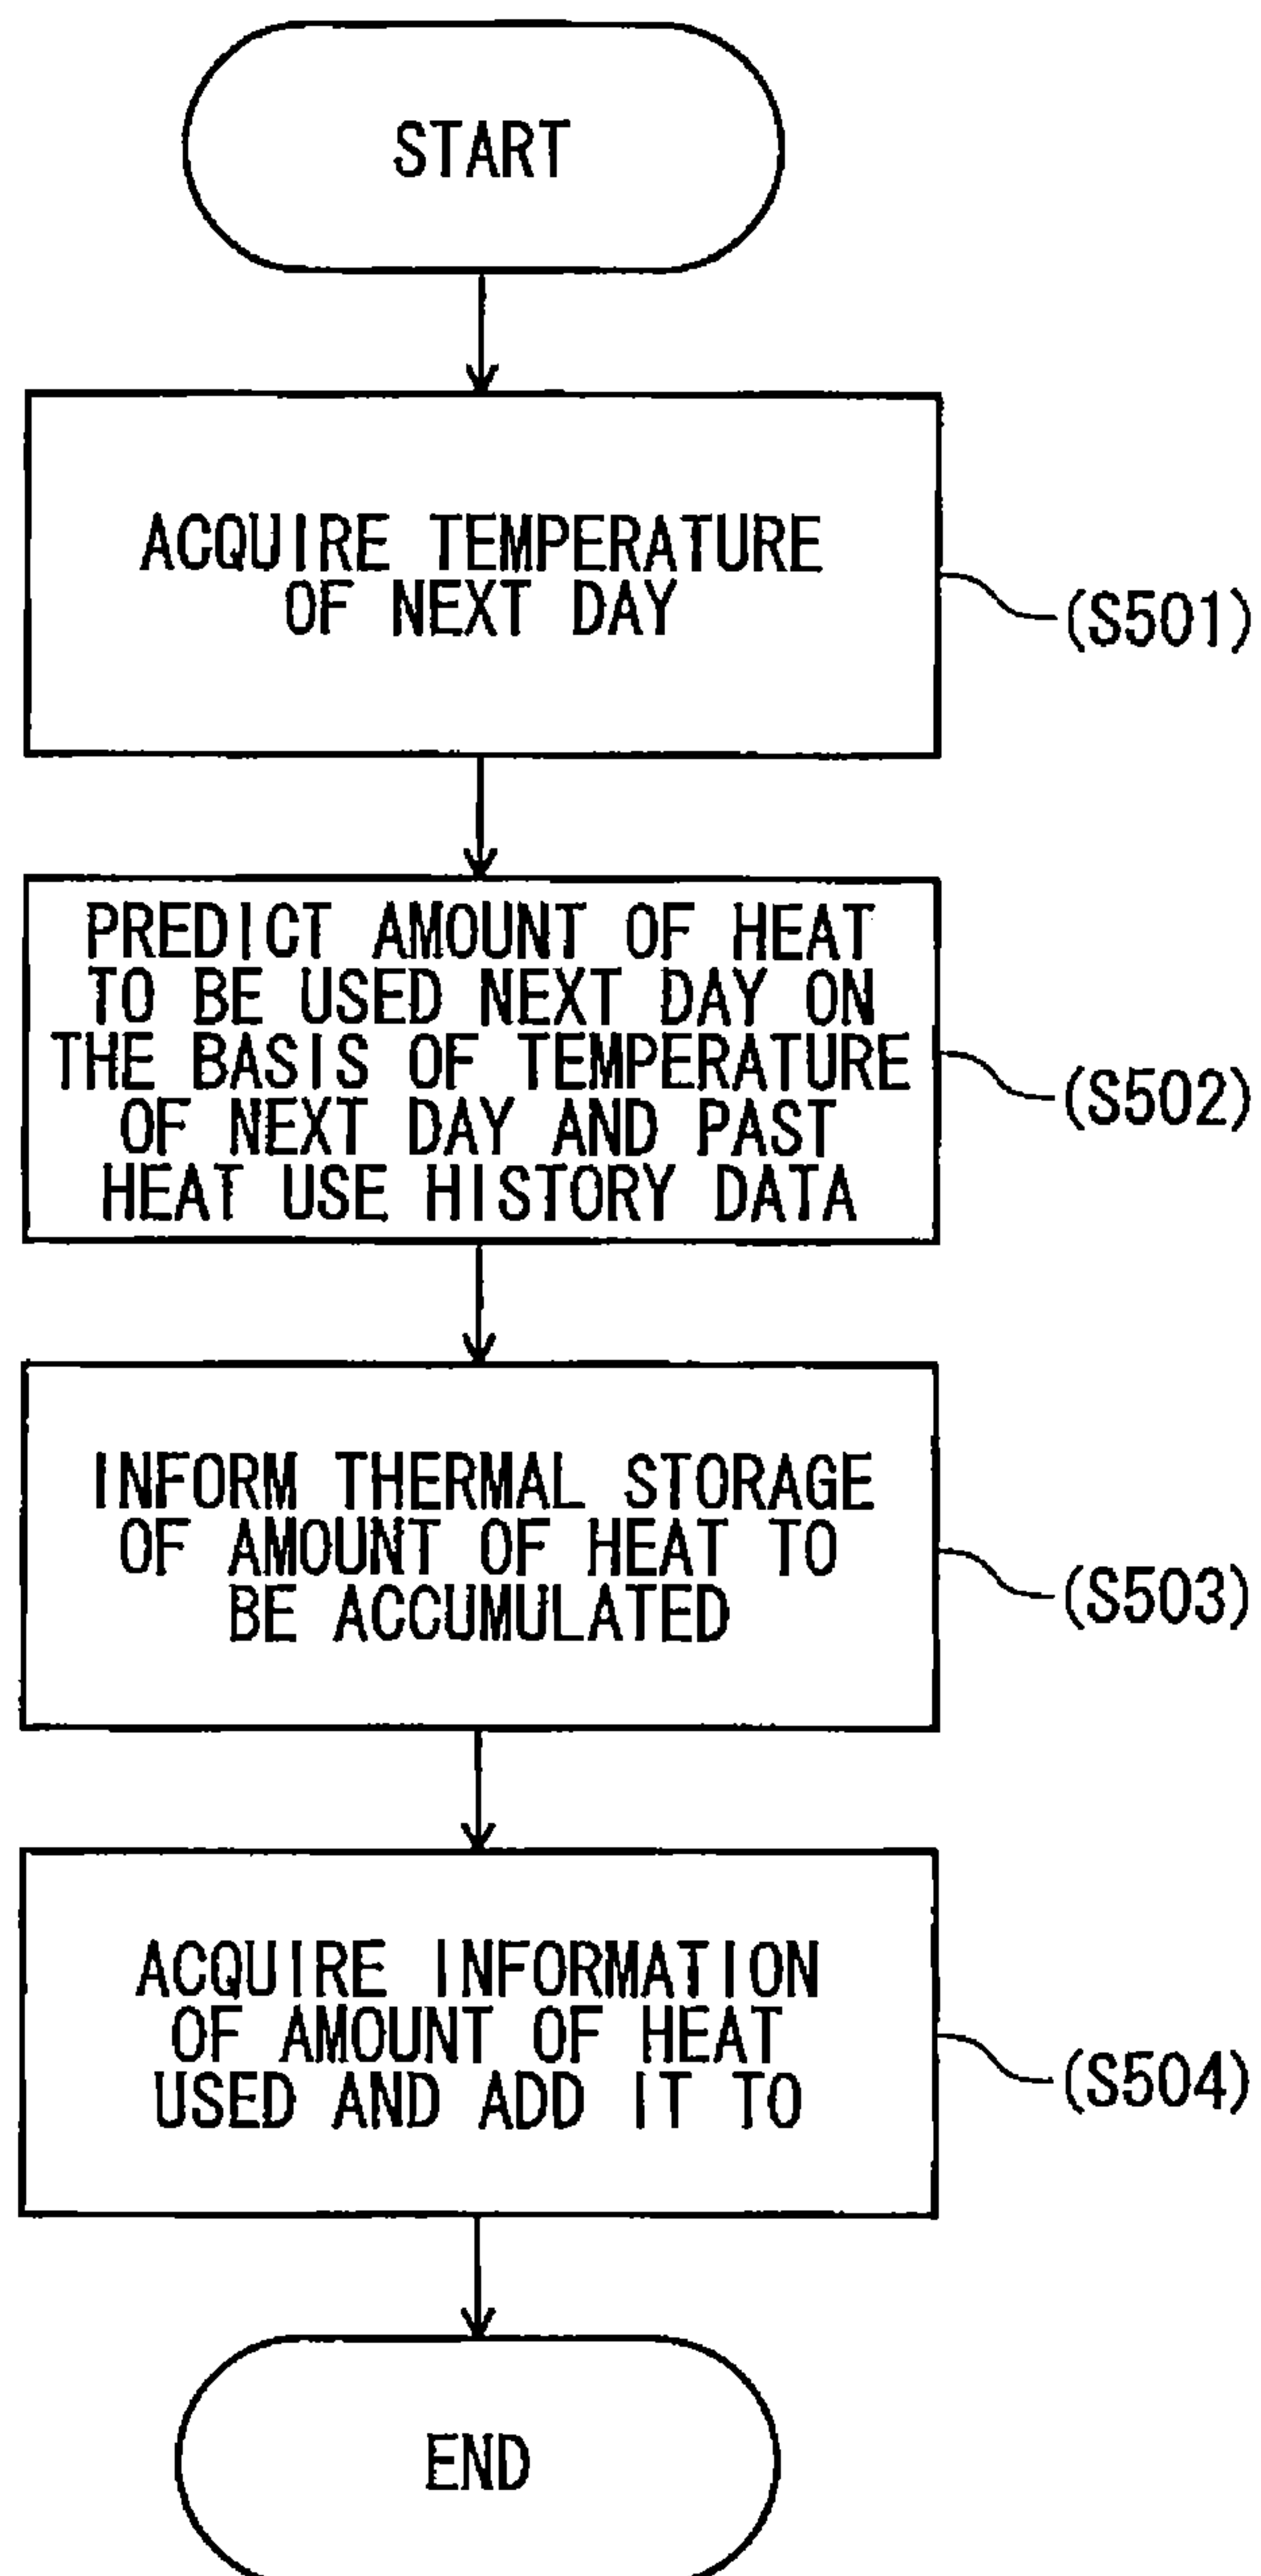 START
ACQUIRE TEMPERATURE
OF NEXT DAY
(S501)
PREDICT AMOUNT OF HEAT
TO BE USED NEXT DAY ON
THE BASIS OF TEMPERATURE
OF NEXT DAY AND PAST
HEAT USE HISTORY DATA
(S502)
INFORM THERMAL STORAGE
OF AMOUNT OF HEAT TO
BE ACCUMULATED
(S503)
ACQUIRE INFORMATION
OF AMOUNT OF HEAT
USED AND ADD IT TO
(S504)
END